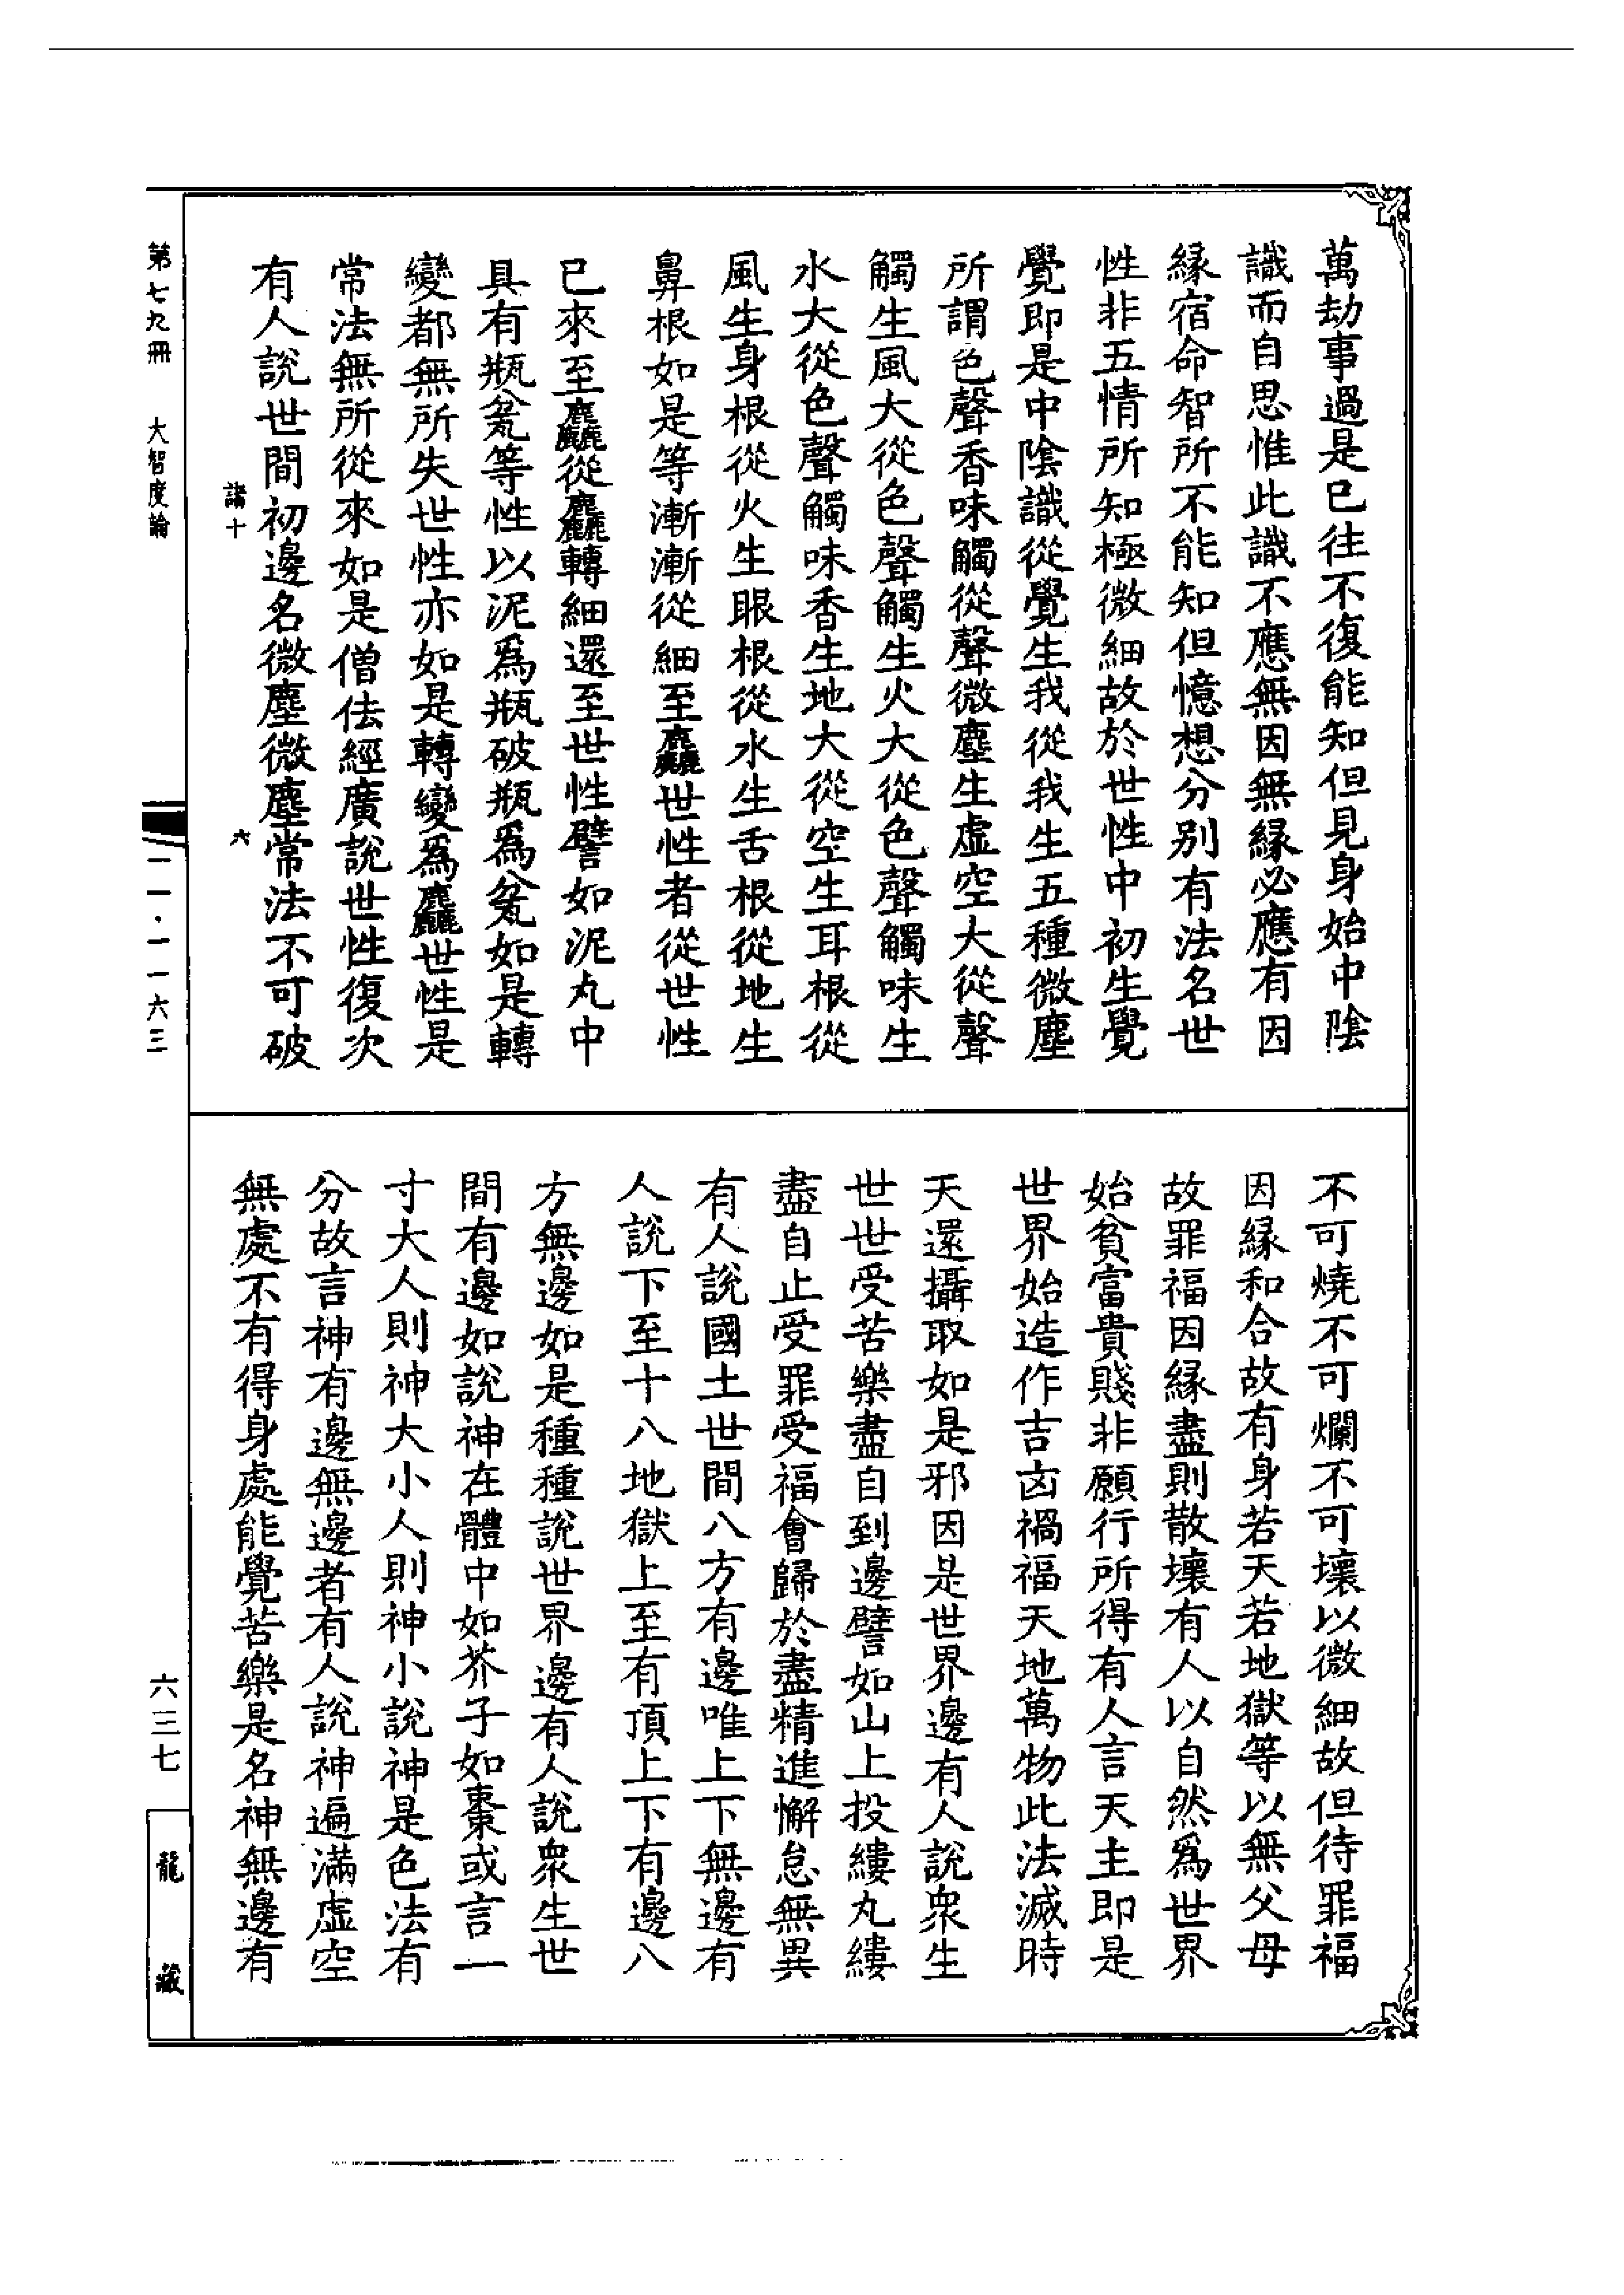 萬劫事過是已往不復能知但見身始中陰
識而自思惟此識不應無因無緣必應有因
緣宿命智所不能知但憶想分別有法名世
性非五情所知極微細故於世性中初生覺
覺即是中陰識從覺生我從我生五種微塵
所謂色聲香味觸從聲微塵生虛空大從聲
觸生風大從色聲觸生火大從色聲觸味生
水大從色聲觸味香生地大從空生耳根從
風生身根從火生眼根從水生舌根從地生
鼻根如是等漸漸從細至麤世性者從世性
已來至麤從麤轉細還至世性譬如泥丸中
具有瓶瓫等性以泥為瓶破瓶為瓫如是轉
變都無所失世性亦如是轉變為麤世性是
常法無所從來如是僧佉經廣說世性復次
有人說世間初邊名微塵微塵常法不可破
不可燒不可爛不可壞以微細故但待罪福
因緣和合故有身若天若地獄等以無父母
故罪福因緣盡則散壞有人以自然為世界
始貧富貴賤非願行所得有人言天主即是
世界始造作吉凶禍福天地萬物此法滅時
天還攝取如是邪因是世界邊有人說眾生
世世受苦樂盡自到邊譬如山上投縷丸縷
盡自止受罪受福會歸於盡精進懈怠無異
有人說國土世間八方有邊唯上下無邊有
人說下至十八地獄上至有頂上下有邊八
方無邊如是種種說世界邊有人說眾生世
間有邊如說神在體中如芥子如棗或言一
寸大人則神大小人則神小說神是色法有
分故言神有邊無邊者有人說神遍滿虛空
無處不有得身處能覺苦樂是名神無邊有
諸十
六
第七九冊
大智度論
一一·一一六三
六三七
龍藏